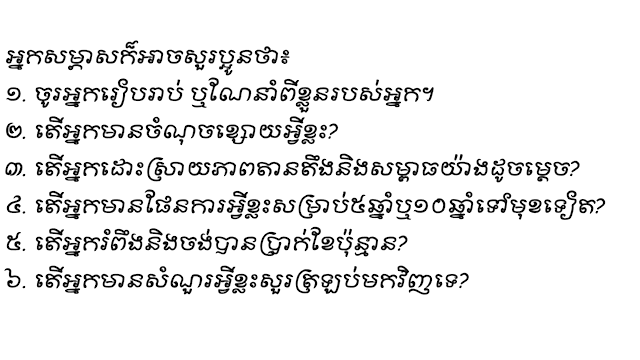 អ្នកសម្ភាសក៏អាចសួរប្អូនថា៖
១. ចូរអ្នករៀបរាប់ ឬណែនាំពីខ្លួនរបស់អ្នក។
២. តើអ្នកមានចំណុចខ្សោយអ្វីខ្លះ?
៣. តើអ្នកដោះស្រាយភាពតានតឹងនិងសម្ពាធយ៉ាងដូចម្តេច?
៤. តើអ្នកមានផែនការអ្វីខ្លះសម្រាប់៥ឆ្នាំឬ១០ឆ្នាំទៅមុខទៀត?
៥. តើអ្នករំពឹងនិងចង់បានប្រាក់ខែប៉ុន្មាន?
៦. តើអ្នកមានសំណួរអ្វីខ្លះសួរត្រឡប់មកវិញទេ?